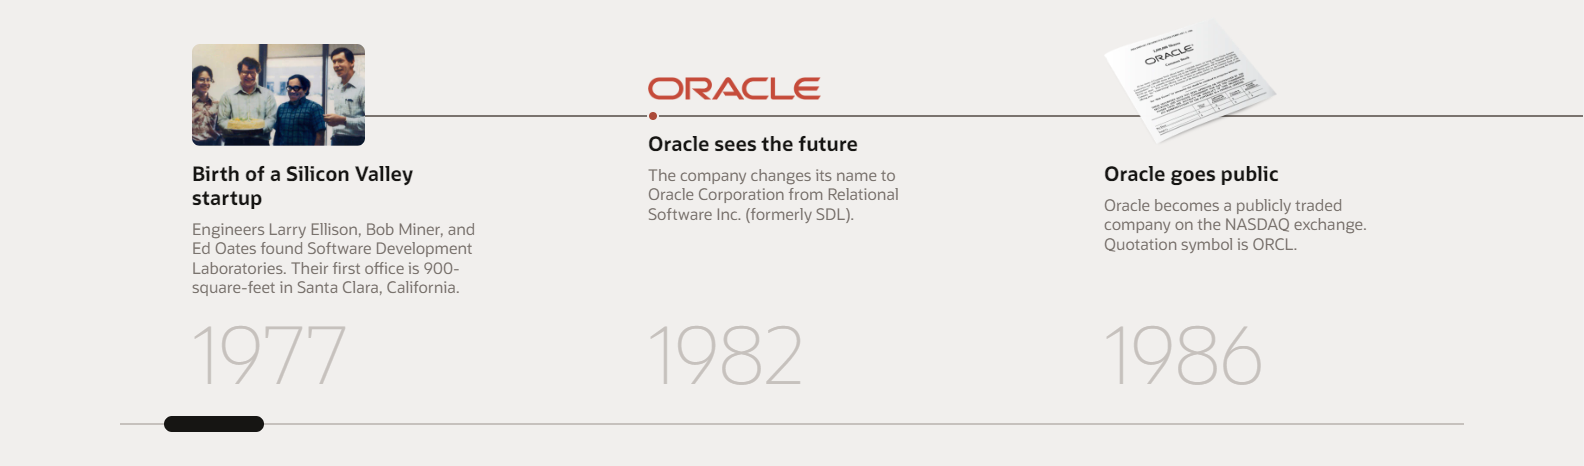 ORACLE
ORACLE
Birth of a Silicon Valley
startup
Engineers Larry Ellison, Bob Miner, and
Ed Oates found Software Development
Laboratories. Their first office is 900-
square-feet in Santa Clara, California.
1977
Oracle sees the future
The company changes its name to
Oracle Corporation from Relational
Software Inc. (formerly SDL).
1982
Oracle goes public
Oracle becomes a publicly traded
company on the NASDAQ exchange.
Quotation symbol is ORCL.
1986